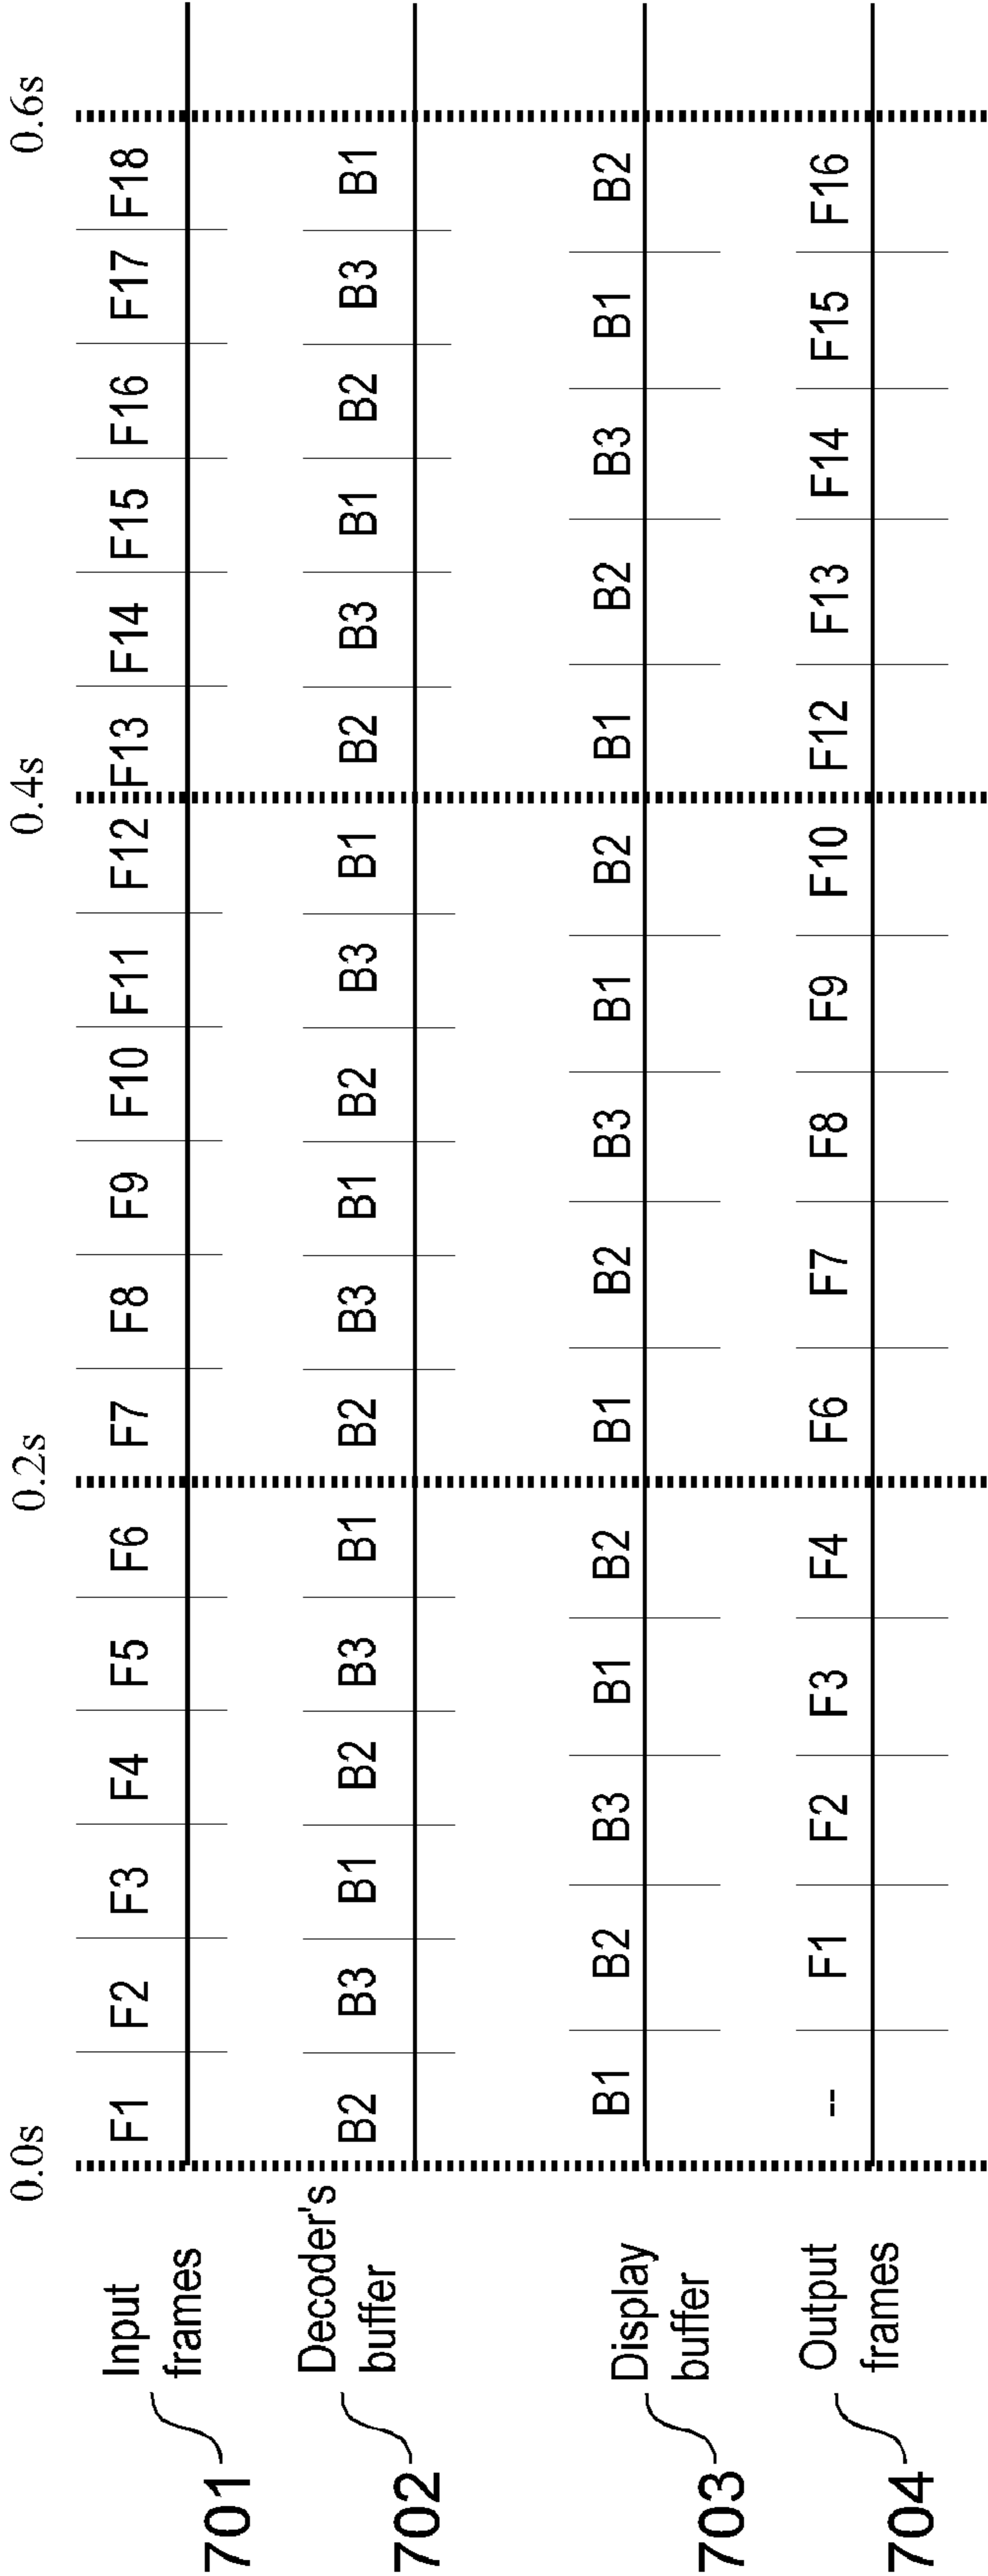 0.0s 0.2s 0.4s 0.6s
701 Input frames F1 F2 F3 F4 F5 F6 F7 F8 F9 F10 F11 F12 F13 F14 F15 F16 F17 F18
702 Decoder's buffer B2 B3 B1 B2 B3 B1 B2 B3 B1 B2 B3 B1 B2 B3 B1 B2 B3 B1
703 Display buffer B1 B2 B3 B1 B2 B1 B2 B3 B1 B2 B1 B2 B3 B1 B2
704 Output frames -- F1 F2 F3 F4 F6 F7 F8 F9 F10 F12 F13 F14 F15 F16